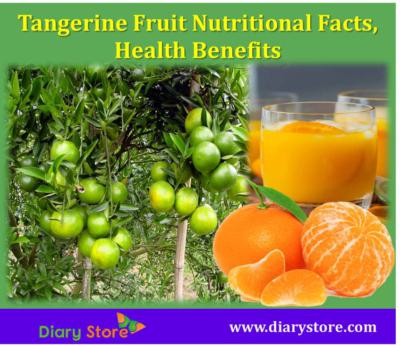 Tangerine Fruit Nutritional Facts,
Health Benefits
Diary Store
www.diarystore.com